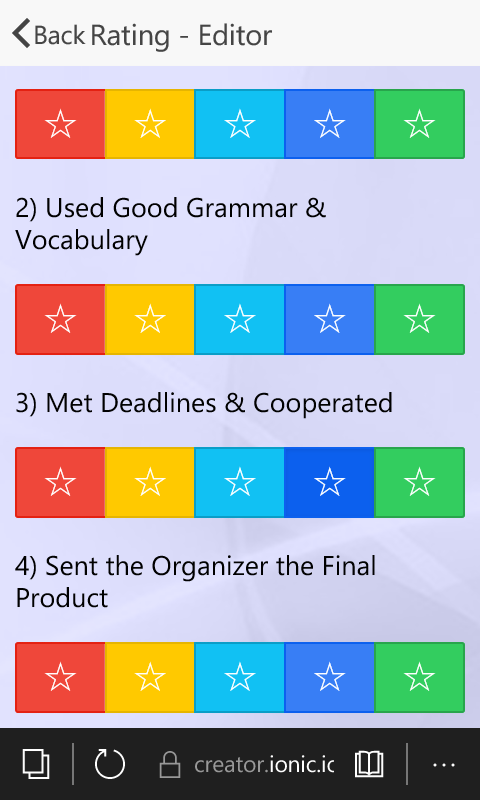 Back Rating - Editor
2) Used Good Grammar &
Vocabulary
3) Met Deadlines & Cooperated
4) Sent the Organizer the Final
Product
creator.ionic.ic